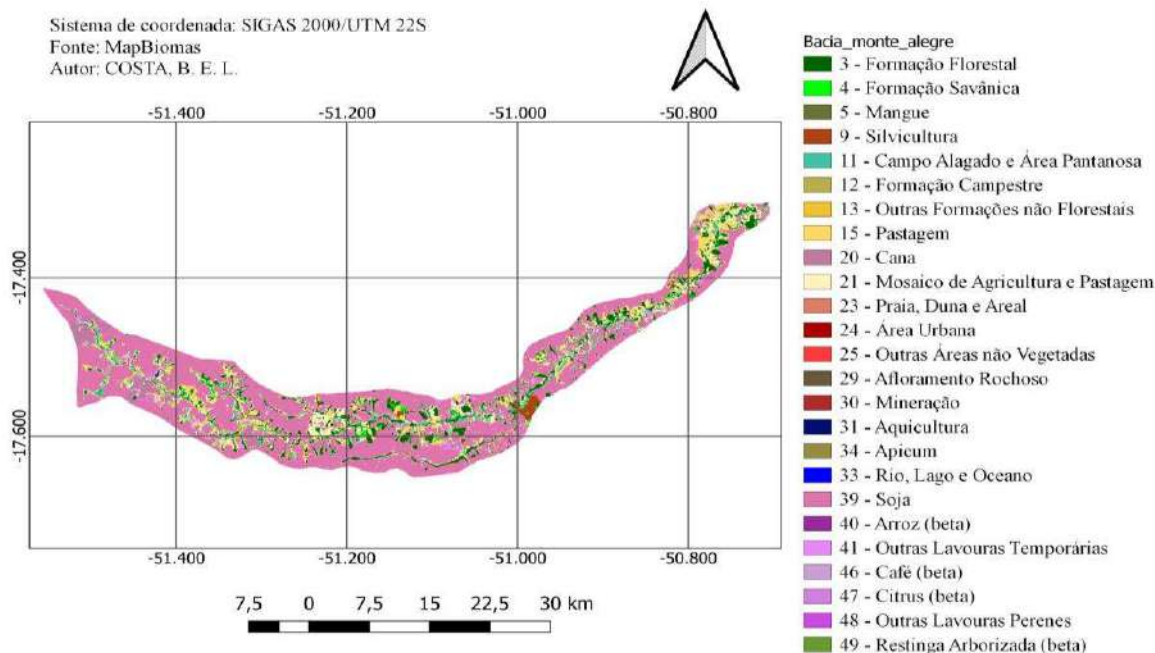 Sistema de coordenada: SIGAS 2000/UTM 22S
Fonte: MapBiomas
Autor: COSTA, B. E. L.
Bacia_monte_alegre
3 - Formação Florestal
4 - Formação Savânica
5 - Mangue
9 - Silvicultura
11 - Campo Alagado e Área Pantanosa
12 - Formação Campestre
13 - Outras Formações não Florestais
15 - Pastagem
20 - Cana
21 - Mosaico de Agricultura e Pastagem
23 - Praia, Duna e Areal
24 - Área Urbana
25 - Outras Áreas não Vegetadas
29 - Afloramento Rochoso
30 - Mineração
31 - Aquicultura
34 - Apicum
33 - Rio, Lago e Oceano
39 - Soja
40 - Arroz (beta)
41 - Outras Lavouras Temporárias
46 - Café (beta)
47 - Citrus (beta)
48 - Outras Lavouras Perenes
49 - Restinga Arborizada (beta)
-51.400 -51.200 -51.000 -50.800
-17.400 -17.400
-17.600 -17.600
-51.400 -51.200 -51.000 -50.800
7,5 0 7,5 15 22,5 30 km